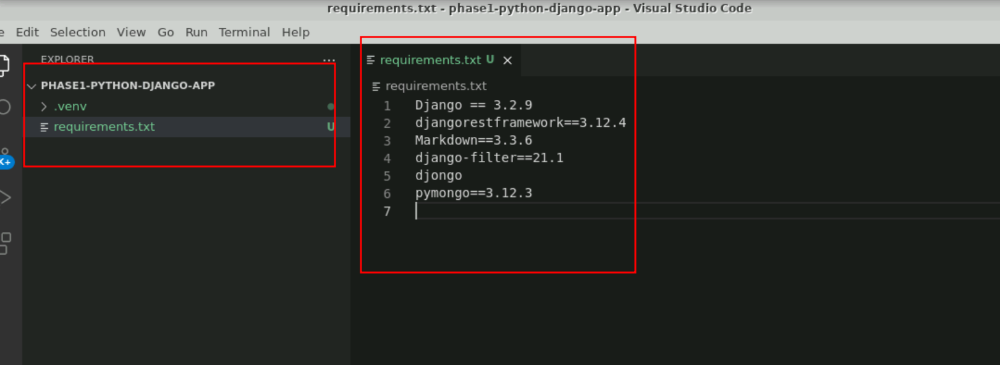 requirements.txt - phase1-python-django-app - Visual Studio Code
Edit Selection View Go Run Terminal Help
EXPLORER ...
PHASE1-PYTHON-DJANGO-APP
.venv
requirements.txt U
requirements.txt U
requirements.txt
1 Django == 3.2.9
2 djangorestframework==3.12.4
3 Markdown==3.3.6
4 django-filter==21.1
5 djongo
6 pymongo==3.12.3
7
K+